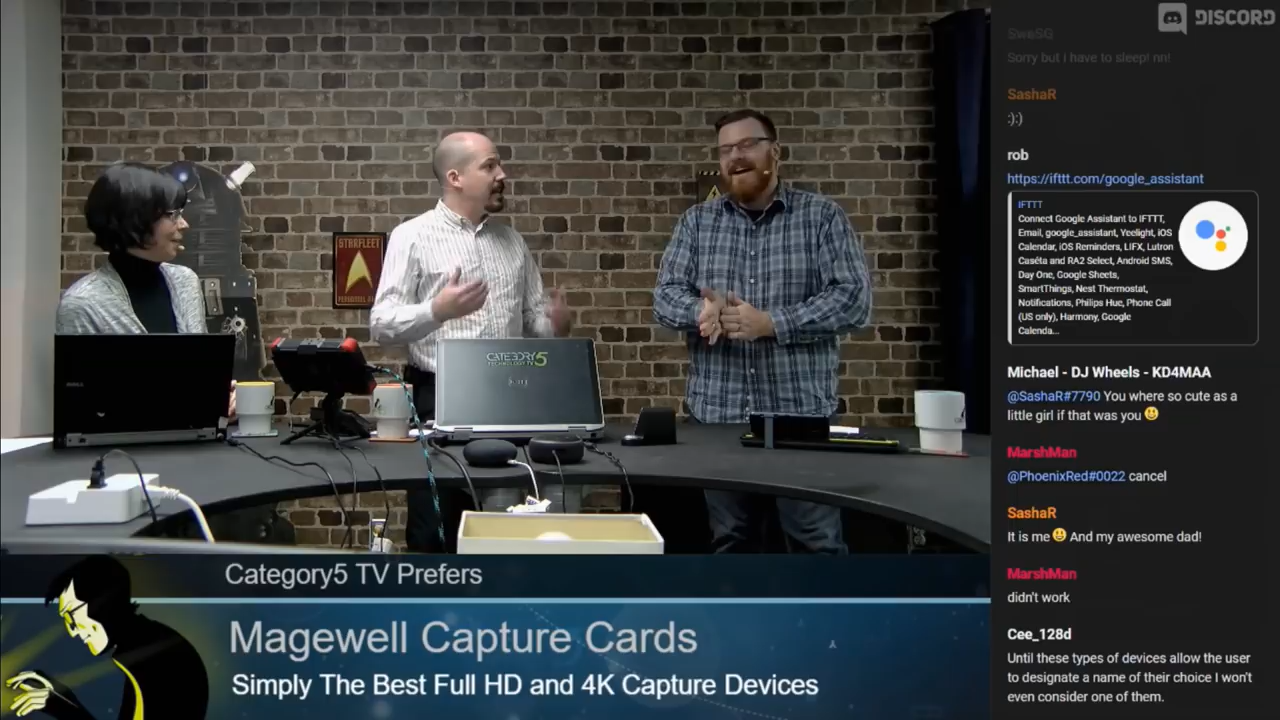 DISCORD
SweSG
Sorry but i have to sleep! nn!
SashaR
:):)
rob
https://ifttt.com/google_assistant
IFTTT
Connect Google Assistant to IFTTT,
Email, google_assistant, Yeelight, iOS
Calendar, iOS Reminders, LIFX, Lutron
Caséta and RA2 Select, Android SMS,
Day One, Google Sheets,
SmartThings, Nest Thermostat,
Notifications, Philips Hue, Phone Call
(US only), Harmony, Google
Calenda...
Michael - DJ Wheels - KD4MAA
@SashaR#7790 You where so cute as a
little girl if that was you
MarshMan
@PhoenixRed#0022 cancel
SashaR
It is me And my awesome dad!
MarshMan
didn't work
Cee_128d
Until these types of devices allow the user
to designate a name of their choice I won't
even consider one of them.
STARFLEET
CATEGORY5
TECHNOLOGY TV
DELL
Category5 TV Prefers
Magewell Capture Cards
Simply The Best Full HD and 4K Capture Devices